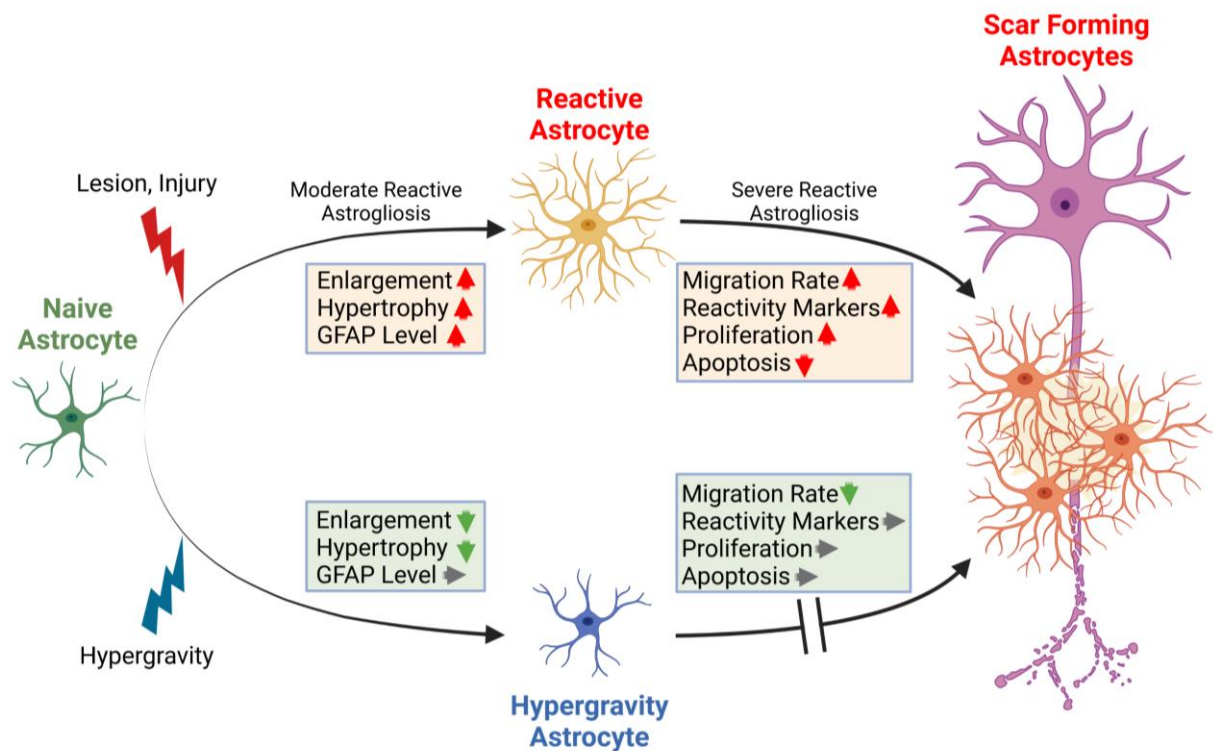 Scar Forming
Astrocytes
Reactive
Astrocyte
Lesion, Injury
Moderate Reactive
Astrogliosis
Severe Reactive
Astrogliosis
Enlargement
Hypertrophy
GFAP Level
Migration Rate
Reactivity Markers
Proliferation
Apoptosis
Naive
Astrocyte
Enlargement
Hypertrophy
GFAP Level
Migration Rate
Reactivity Markers
Proliferation
Apoptosis
Hypergravity
Hypergravity
Astrocyte